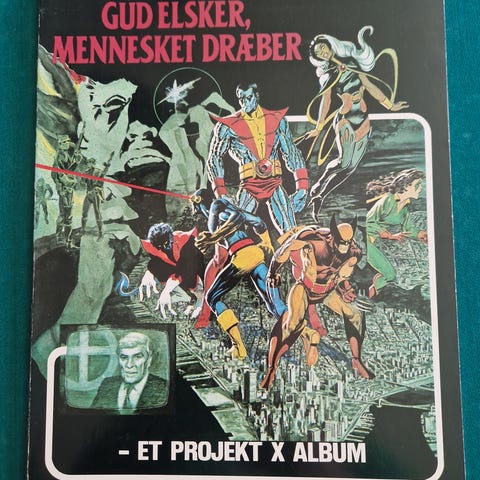 GUD ELSKER,
MENNESKET DRÆBER
- ET PROJEKT X ALBUM